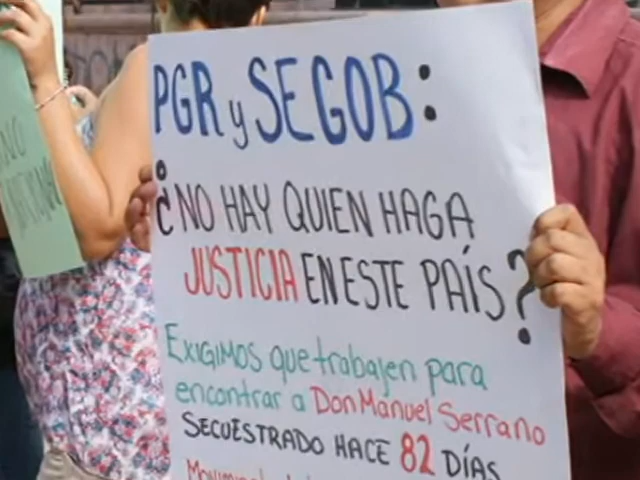 PGR y SEGOB:
¿NO HAY QUIEN HAGA
JUSTICIA EN ESTE PAÍS?
EXIGIMOS que trabajen para
encontrar a Don Manuel Serrano
SECUESTRADO HACE 82 DÍAS
NO